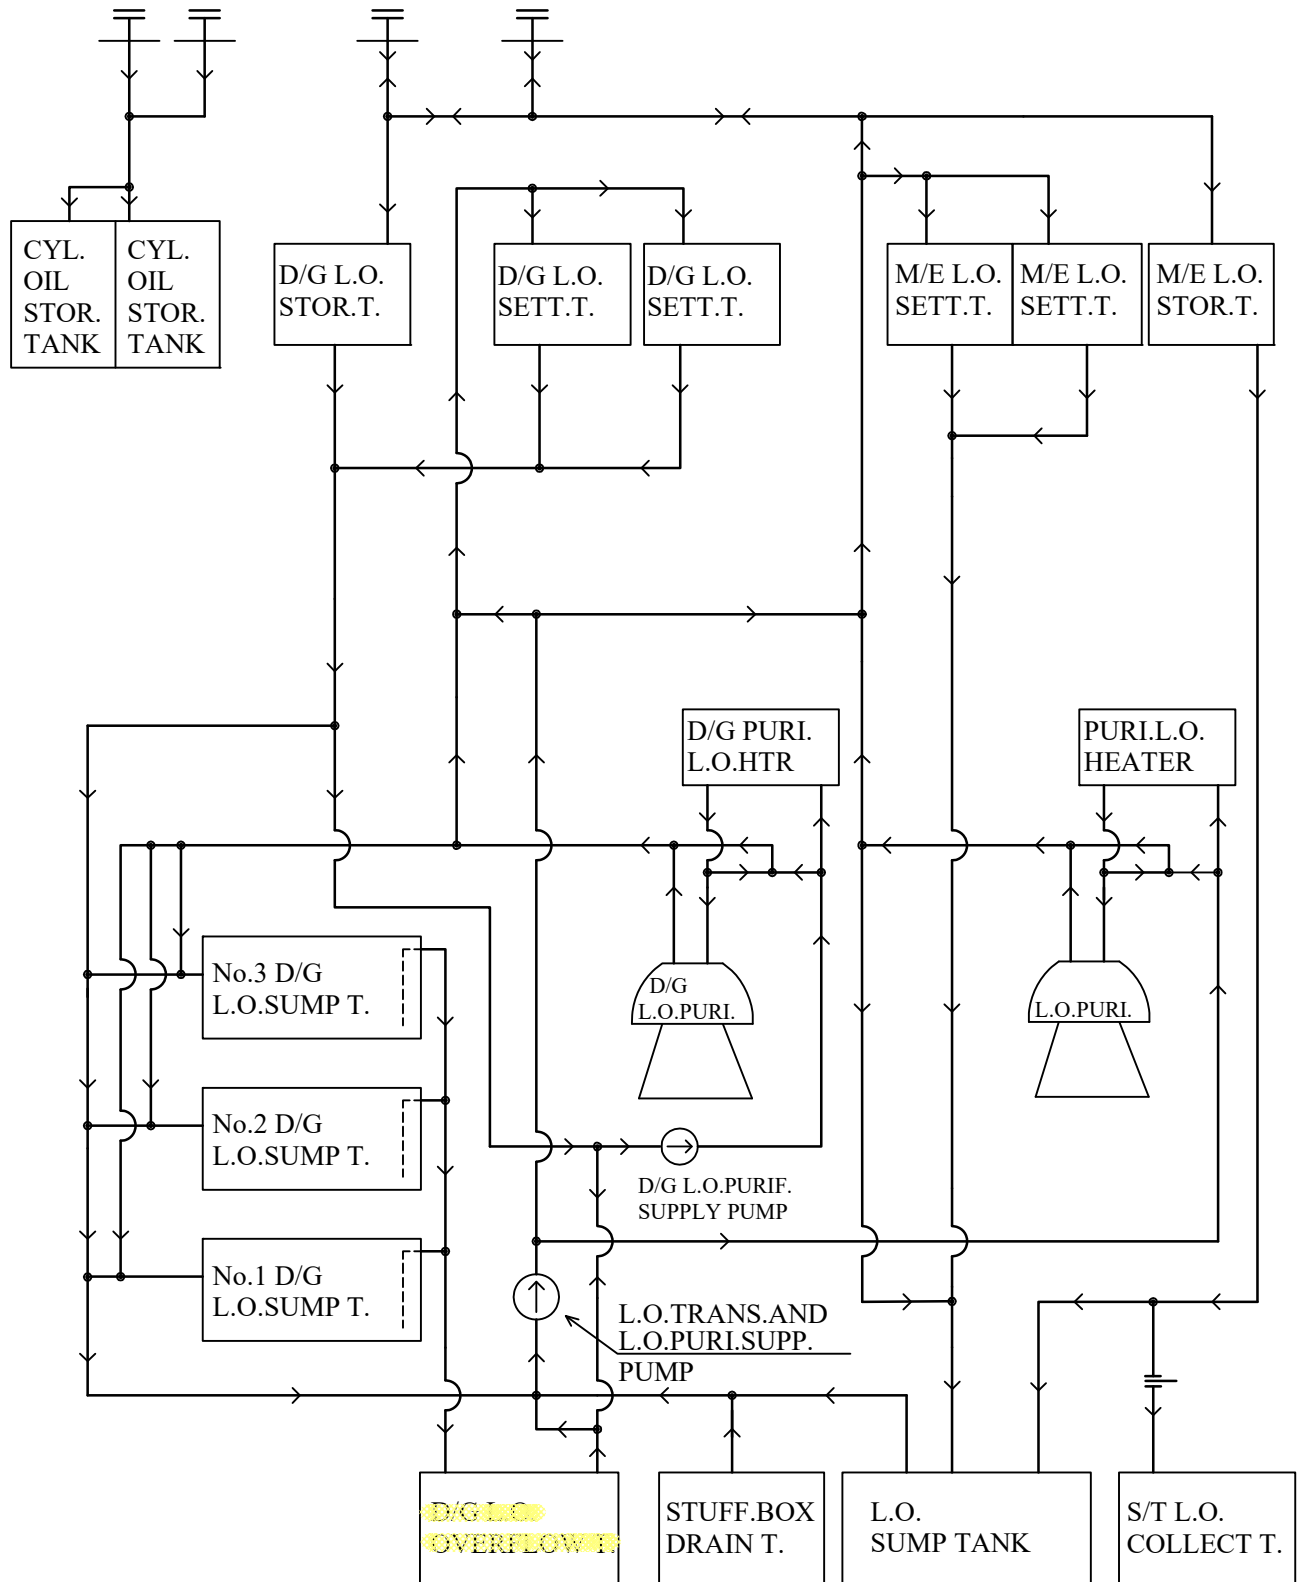 CYL.
OIL
STOR.
TANK
CYL.
OIL
STOR.
TANK
D/G L.O.
STOR.T.
D/G L.O.
SETT.T.
D/G L.O.
SETT.T.
M/E L.O.
SETT.T.
M/E L.O.
SETT.T.
M/E L.O.
STOR.T.
D/G PURI.
L.O.HTR
PURI.L.O.
HEATER
No.3 D/G
L.O.SUMP T.
D/G
L.O.PURI.
L.O.PURI.
No.2 D/G
L.O.SUMP T.
D/G L.O.PURIF.
SUPPLY PUMP
No.1 D/G
L.O.SUMP T.
L.O.TRANS.AND
L.O.PURI.SUPP.
PUMP
D/G L.O.
OVERFLOW T.
STUFF.BOX
DRAIN T.
L.O.
SUMP TANK
S/T L.O.
COLLECT T.